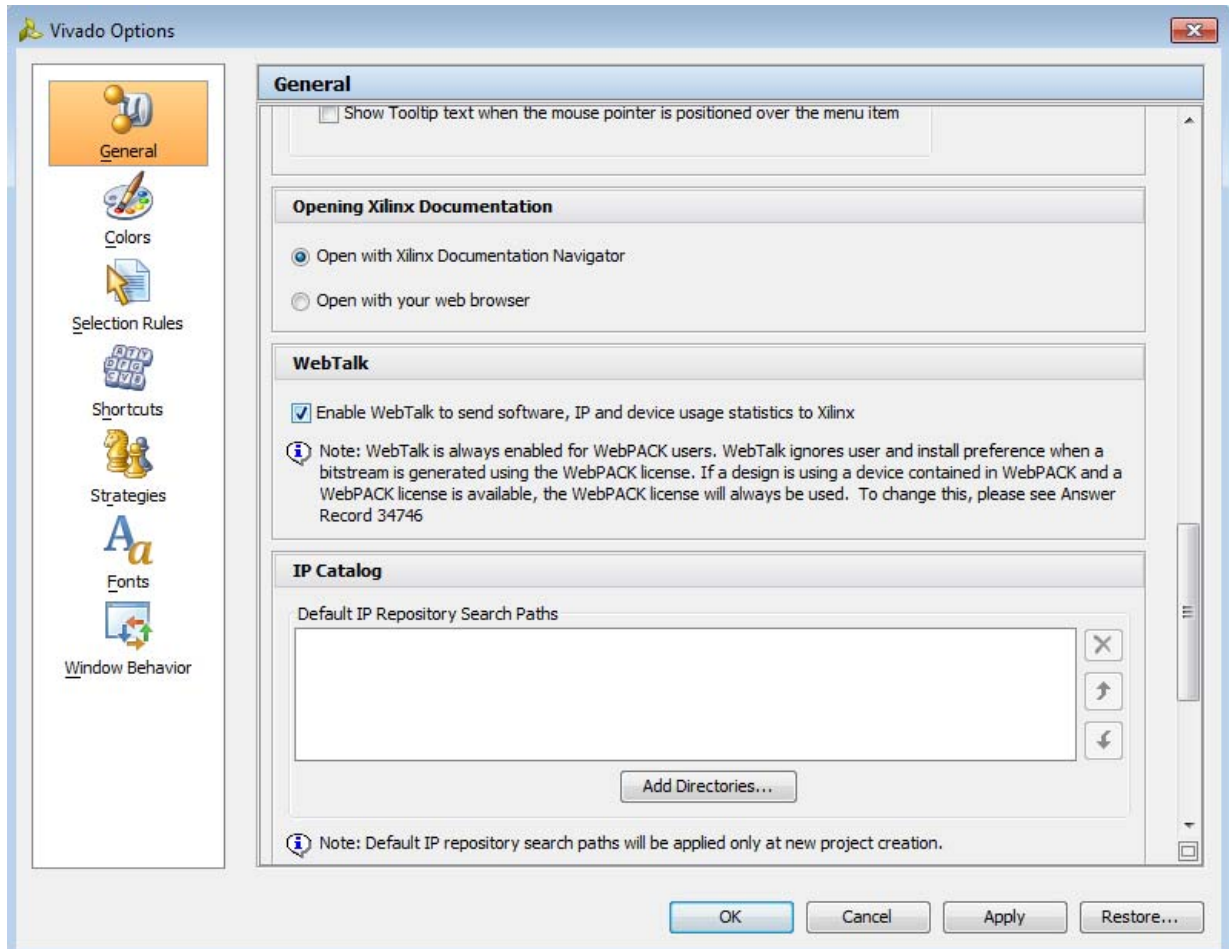 Vivado Options
General
Colors
Selection Rules
Shortcuts
Strategies
Fonts
Window Behavior
General
Show Tooltip text when the mouse pointer is positioned over the menu item
Opening Xilinx Documentation
Open with Xilinx Documentation Navigator
Open with your web browser
WebTalk
Enable WebTalk to send software, IP and device usage statistics to Xilinx
Note: WebTalk is always enabled for WebPACK users. WebTalk ignores user and install preference when a
bitstream is generated using the WebPACK license. If a design is using a device contained in WebPACK and a
WebPACK license is available, the WebPACK license will always be used. To change this, please see Answer
Record 34746
IP Catalog
Default IP Repository Search Paths
Add Directories...
Note: Default IP repository search paths will be applied only at new project creation.
OK
Cancel
Apply
Restore...